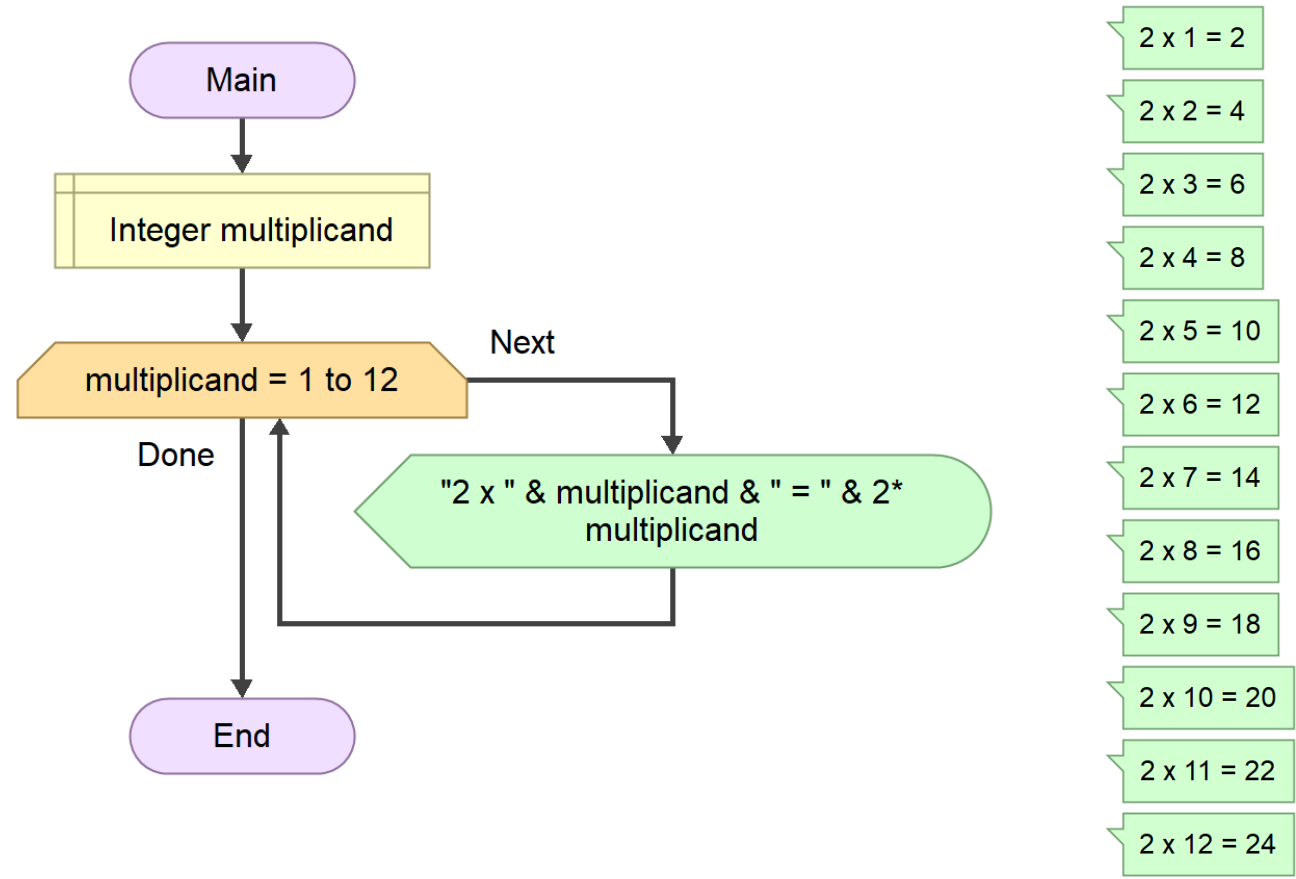 Main
Integer multiplicand
multiplicand = 1 to 12
Next
Done
"2 x " & multiplicand & " = " & 2*
multiplicand
End
2 x 1 = 2
2 x 2 = 4
2 x 3 = 6
2 x 4 = 8
2 x 5 = 10
2 x 6 = 12
2 x 7 = 14
2 x 8 = 16
2 x 9 = 18
2 x 10 = 20
2 x 11 = 22
2 x 12 = 24